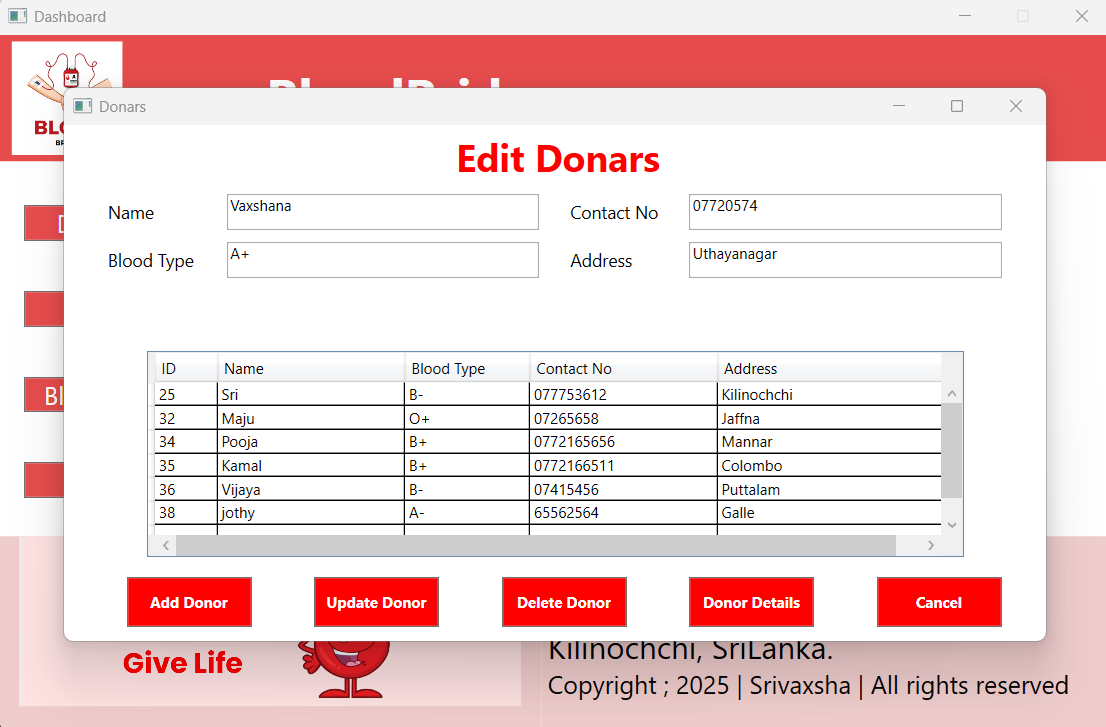 Dashboard
Donars
Edit Donars
Name Vaxshana Contact No 07720574
Blood Type A+ Address Uthayanagar
ID Name Blood Type Contact No Address
25 Sri B- 077753612 Kilinochchi
32 Maju O+ 07265658 Jaffna
34 Pooja B+ 0772165656 Mannar
35 Kamal B+ 0772166511 Colombo
36 Vijaya B- 07415456 Puttalam
38 jothy A- 65562564 Galle
Add Donor Update Donor Delete Donor Donor Details Cancel
Give Life
Kilinochchi, SriLanka.
Copyright ; 2025 | Srivaxsha | All rights reserved